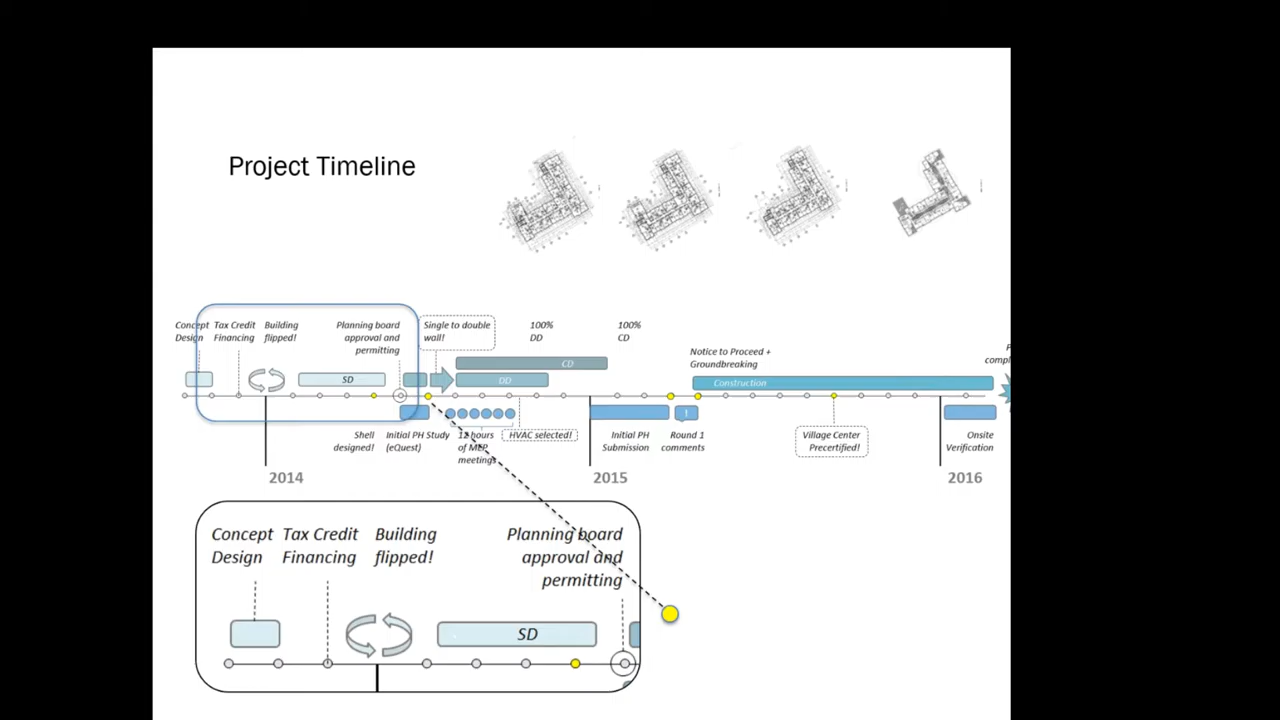 Project Timeline
Concept
Design
Tax Credit
Financing
Building
flipped!
Planning board
approval and
permitting
Single to double
wall!
100%
DD
100%
CD
Notice to Proceed +
Groundbreaking
P
compl
CD
SD
DD
Construction
1
Shell
designed!
Initial PH Study
(eQuest)
12 hours
of MEP
meetings
HVAC selected!
Initial PH
Submission
Round 1
comments
Village Center
Precertified!
Onsite
Verification
2014
2015
2016
Concept
Design
Tax Credit
Financing
Building
flipped!
Planning board
approval and
permitting
SD